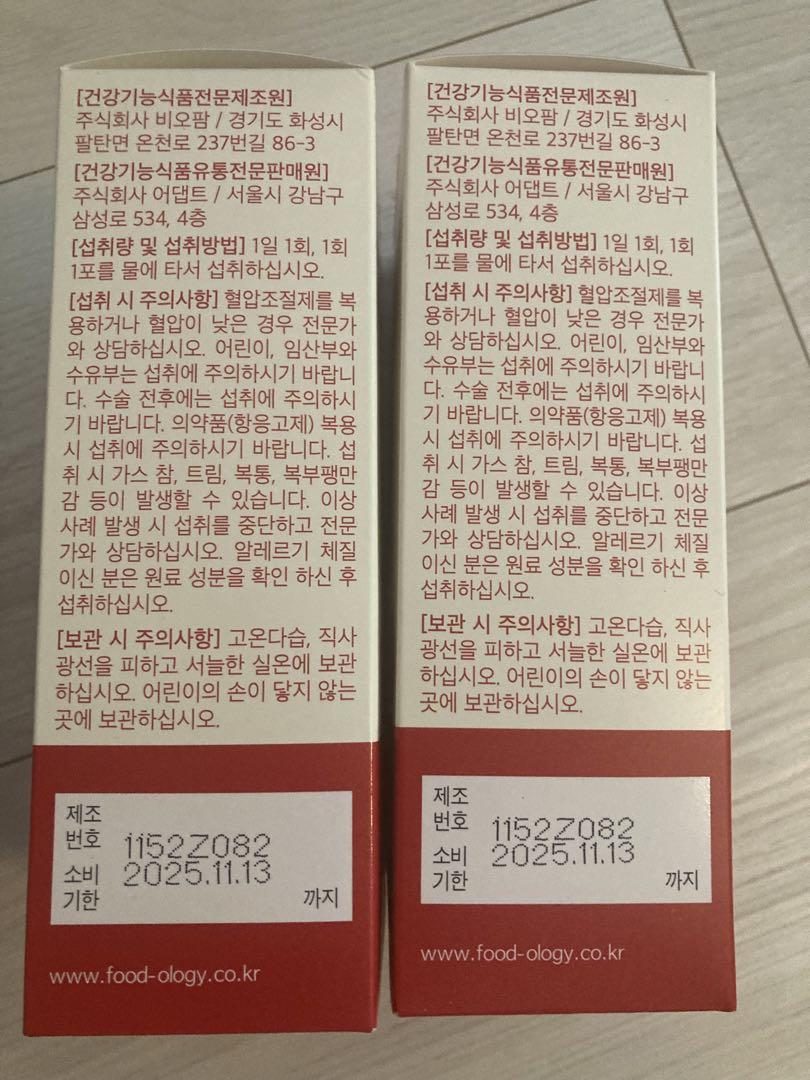 [건강기능식품전문제조원]
주식회사 비오팜 / 경기도 화성시
팔탄면 온천로 237번길 86-3
[건강기능식품유통전문판매원]
주식회사 어댑트 / 서울시 강남구
삼성로 534, 4층
[섭취량 및 섭취방법] 1일 1회, 1회
1포를 물에 타서 섭취하십시오.
[섭취 시 주의사항] 혈압조절제를 복
용하거나 혈압이 낮은 경우 전문가
와 상담하십시오. 어린이, 임산부와
수유부는 섭취에 주의하시기 바랍니
다. 수술 전후에는 섭취에 주의하시
기 바랍니다. 의약품(항응고제) 복용
시 섭취에 주의하시기 바랍니다. 섭
취 시 가스 참, 트림, 복통, 복부팽만
감 등이 발생할 수 있습니다. 이상
사례 발생 시 섭취를 중단하고 전문
가와 상담하십시오. 알레르기 체질
이신 분은 원료 성분을 확인 하신 후
섭취하십시오.
[보관 시 주의사항] 고온다습, 직사
광선을 피하고 서늘한 실온에 보관
하십시오. 어린이의 손이 닿지 않는
곳에 보관하십시오.
제조
번호 1152Z082
소비 2025.11.13
기한 까지
www.food-ology.co.kr
[건강기능식품전문제조원]
주식회사 비오팜 / 경기도 화성시
팔탄면 온천로 237번길 86-3
[건강기능식품유통전문판매원]
주식회사 어댑트 / 서울시 강남구
삼성로 534, 4층
[섭취량 및 섭취방법] 1일 1회, 1회
1포를 물에 타서 섭취하십시오.
[섭취 시 주의사항] 혈압조절제를 복
용하거나 혈압이 낮은 경우 전문가
와 상담하십시오. 어린이, 임산부와
수유부는 섭취에 주의하시기 바랍니
다. 수술 전후에는 섭취에 주의하시
기 바랍니다. 의약품(항응고제) 복용
시 섭취에 주의하시기 바랍니다. 섭
취 시 가스 참, 트림, 복통, 복부팽만
감 등이 발생할 수 있습니다. 이상
사례 발생 시 섭취를 중단하고 전문
가와 상담하십시오. 알레르기 체질
이신 분은 원료 성분을 확인 하신 후
섭취하십시오.
[보관 시 주의사항] 고온다습, 직사
광선을 피하고 서늘한 실온에 보관
하십시오. 어린이의 손이 닿지 않는
곳에 보관하십시오.
제조
번호 1152Z082
소비 2025.11.13
기한 까지
www.food-ology.co.kr